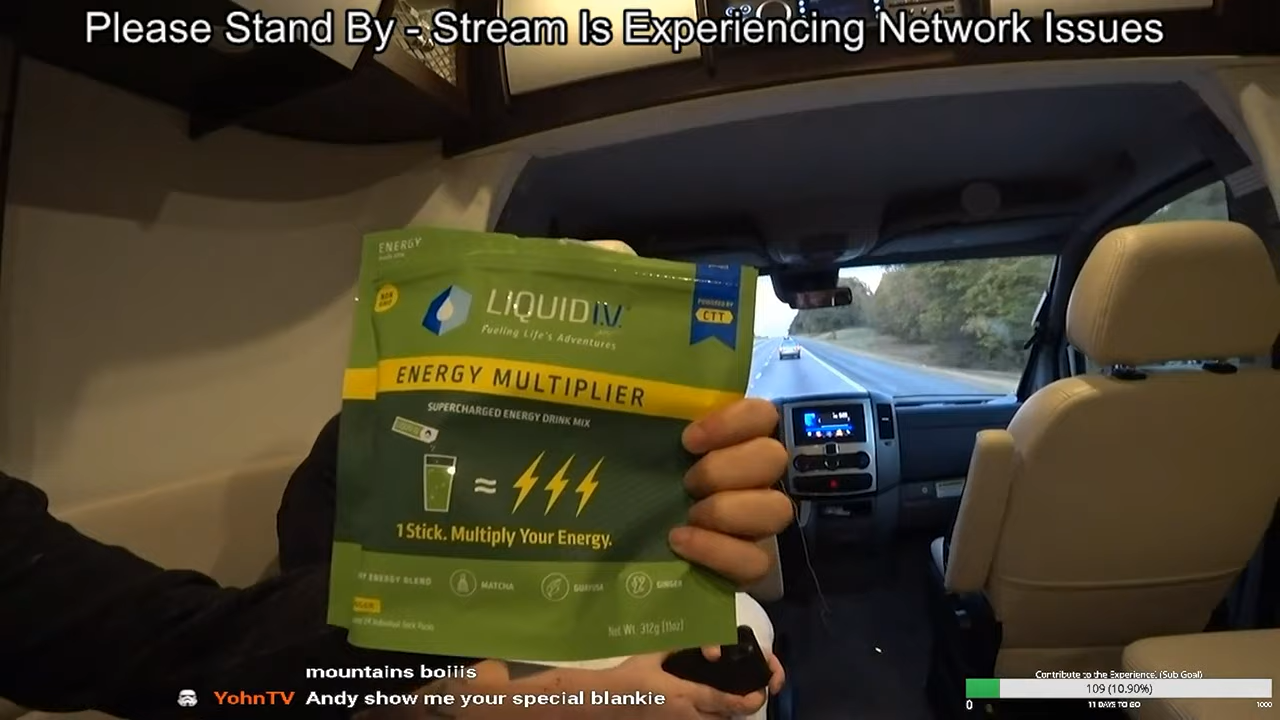 Please Stand By - Stream Is Experiencing Network Issues
ENERGY
LIQUID I.V.
Fueling Life's Adventures
POWERED BY
CTT
ENERGY MULTIPLIER
SUPERCHARGED ENERGY DRINK MIX
≈
1 Stick. Multiply Your Energy.
ENERGY BLEND
MATCHA
GUAYUSA
GINGER
Net Wt. 312g (11oz)
mountains boiiis
YohnTV Andy show me your special blankie
Contribute to the Experience. (Sub Goal)
109 (10.90%)
0 11 DAYS TO GO 1000